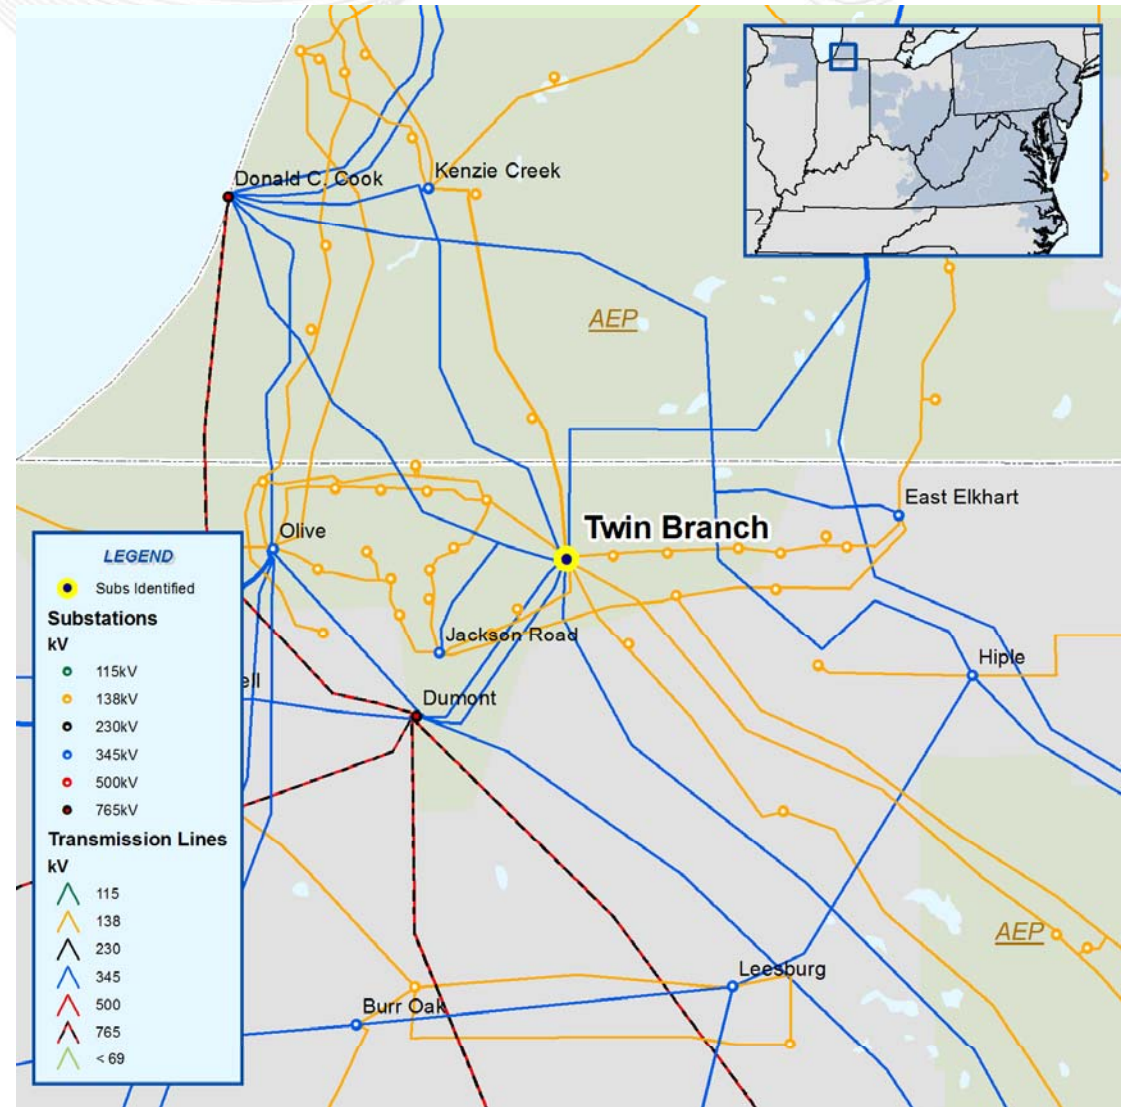 Donald C. Cook
Kenzie Creek
AEP
East Elkhart
Twin Branch
Olive
Jackson Road
Hiple
ell
Dumont
AEP
Leesburg
Burr Oak
LEGEND
Subs Identified
Substations
kV
115kV
138kV
230kV
345kV
500kV
765kV
Transmission Lines
kV
115
138
230
345
500
765
< 69